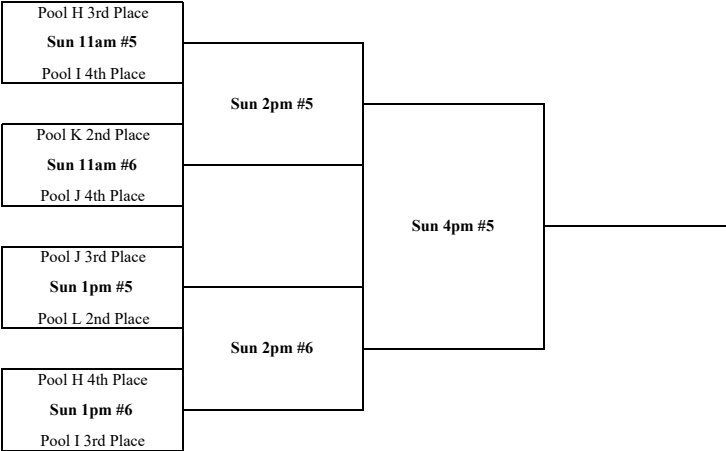 Pool H 3rd Place
Sun 11am #5
Pool I 4th Place
Sun 2pm #5
Pool K 2nd Place
Sun 11am #6
Pool J 4th Place
Sun 4pm #5
Pool J 3rd Place
Sun 1pm #5
Pool L 2nd Place
Sun 2pm #6
Pool H 4th Place
Sun 1pm #6
Pool I 3rd Place